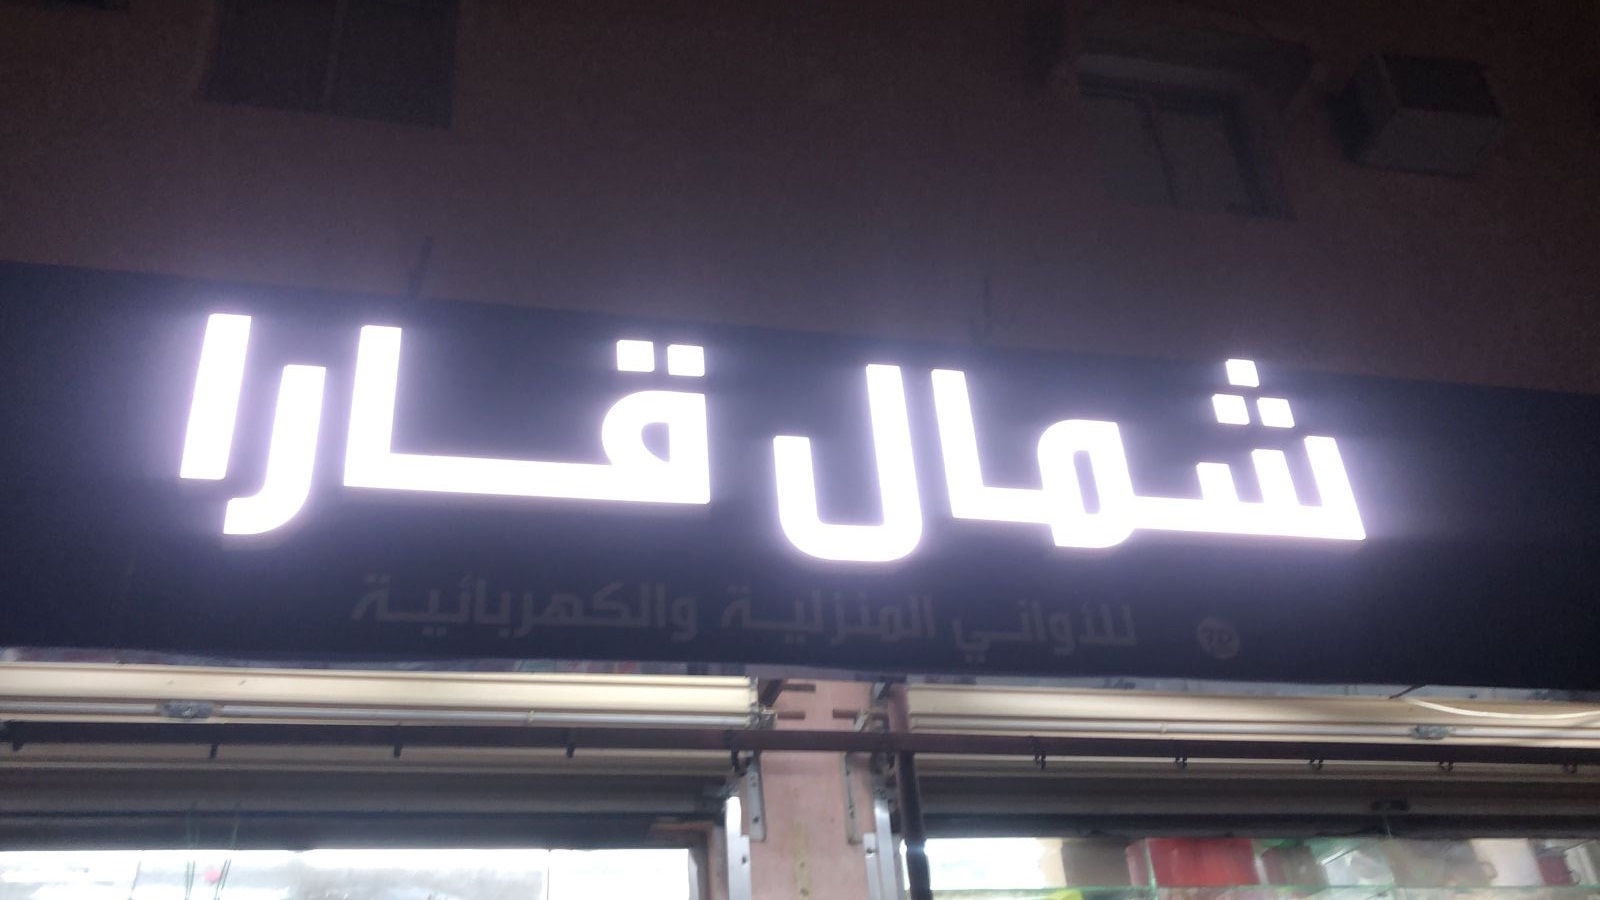 شمال قارا
للأواني المنزلية والكهربائية